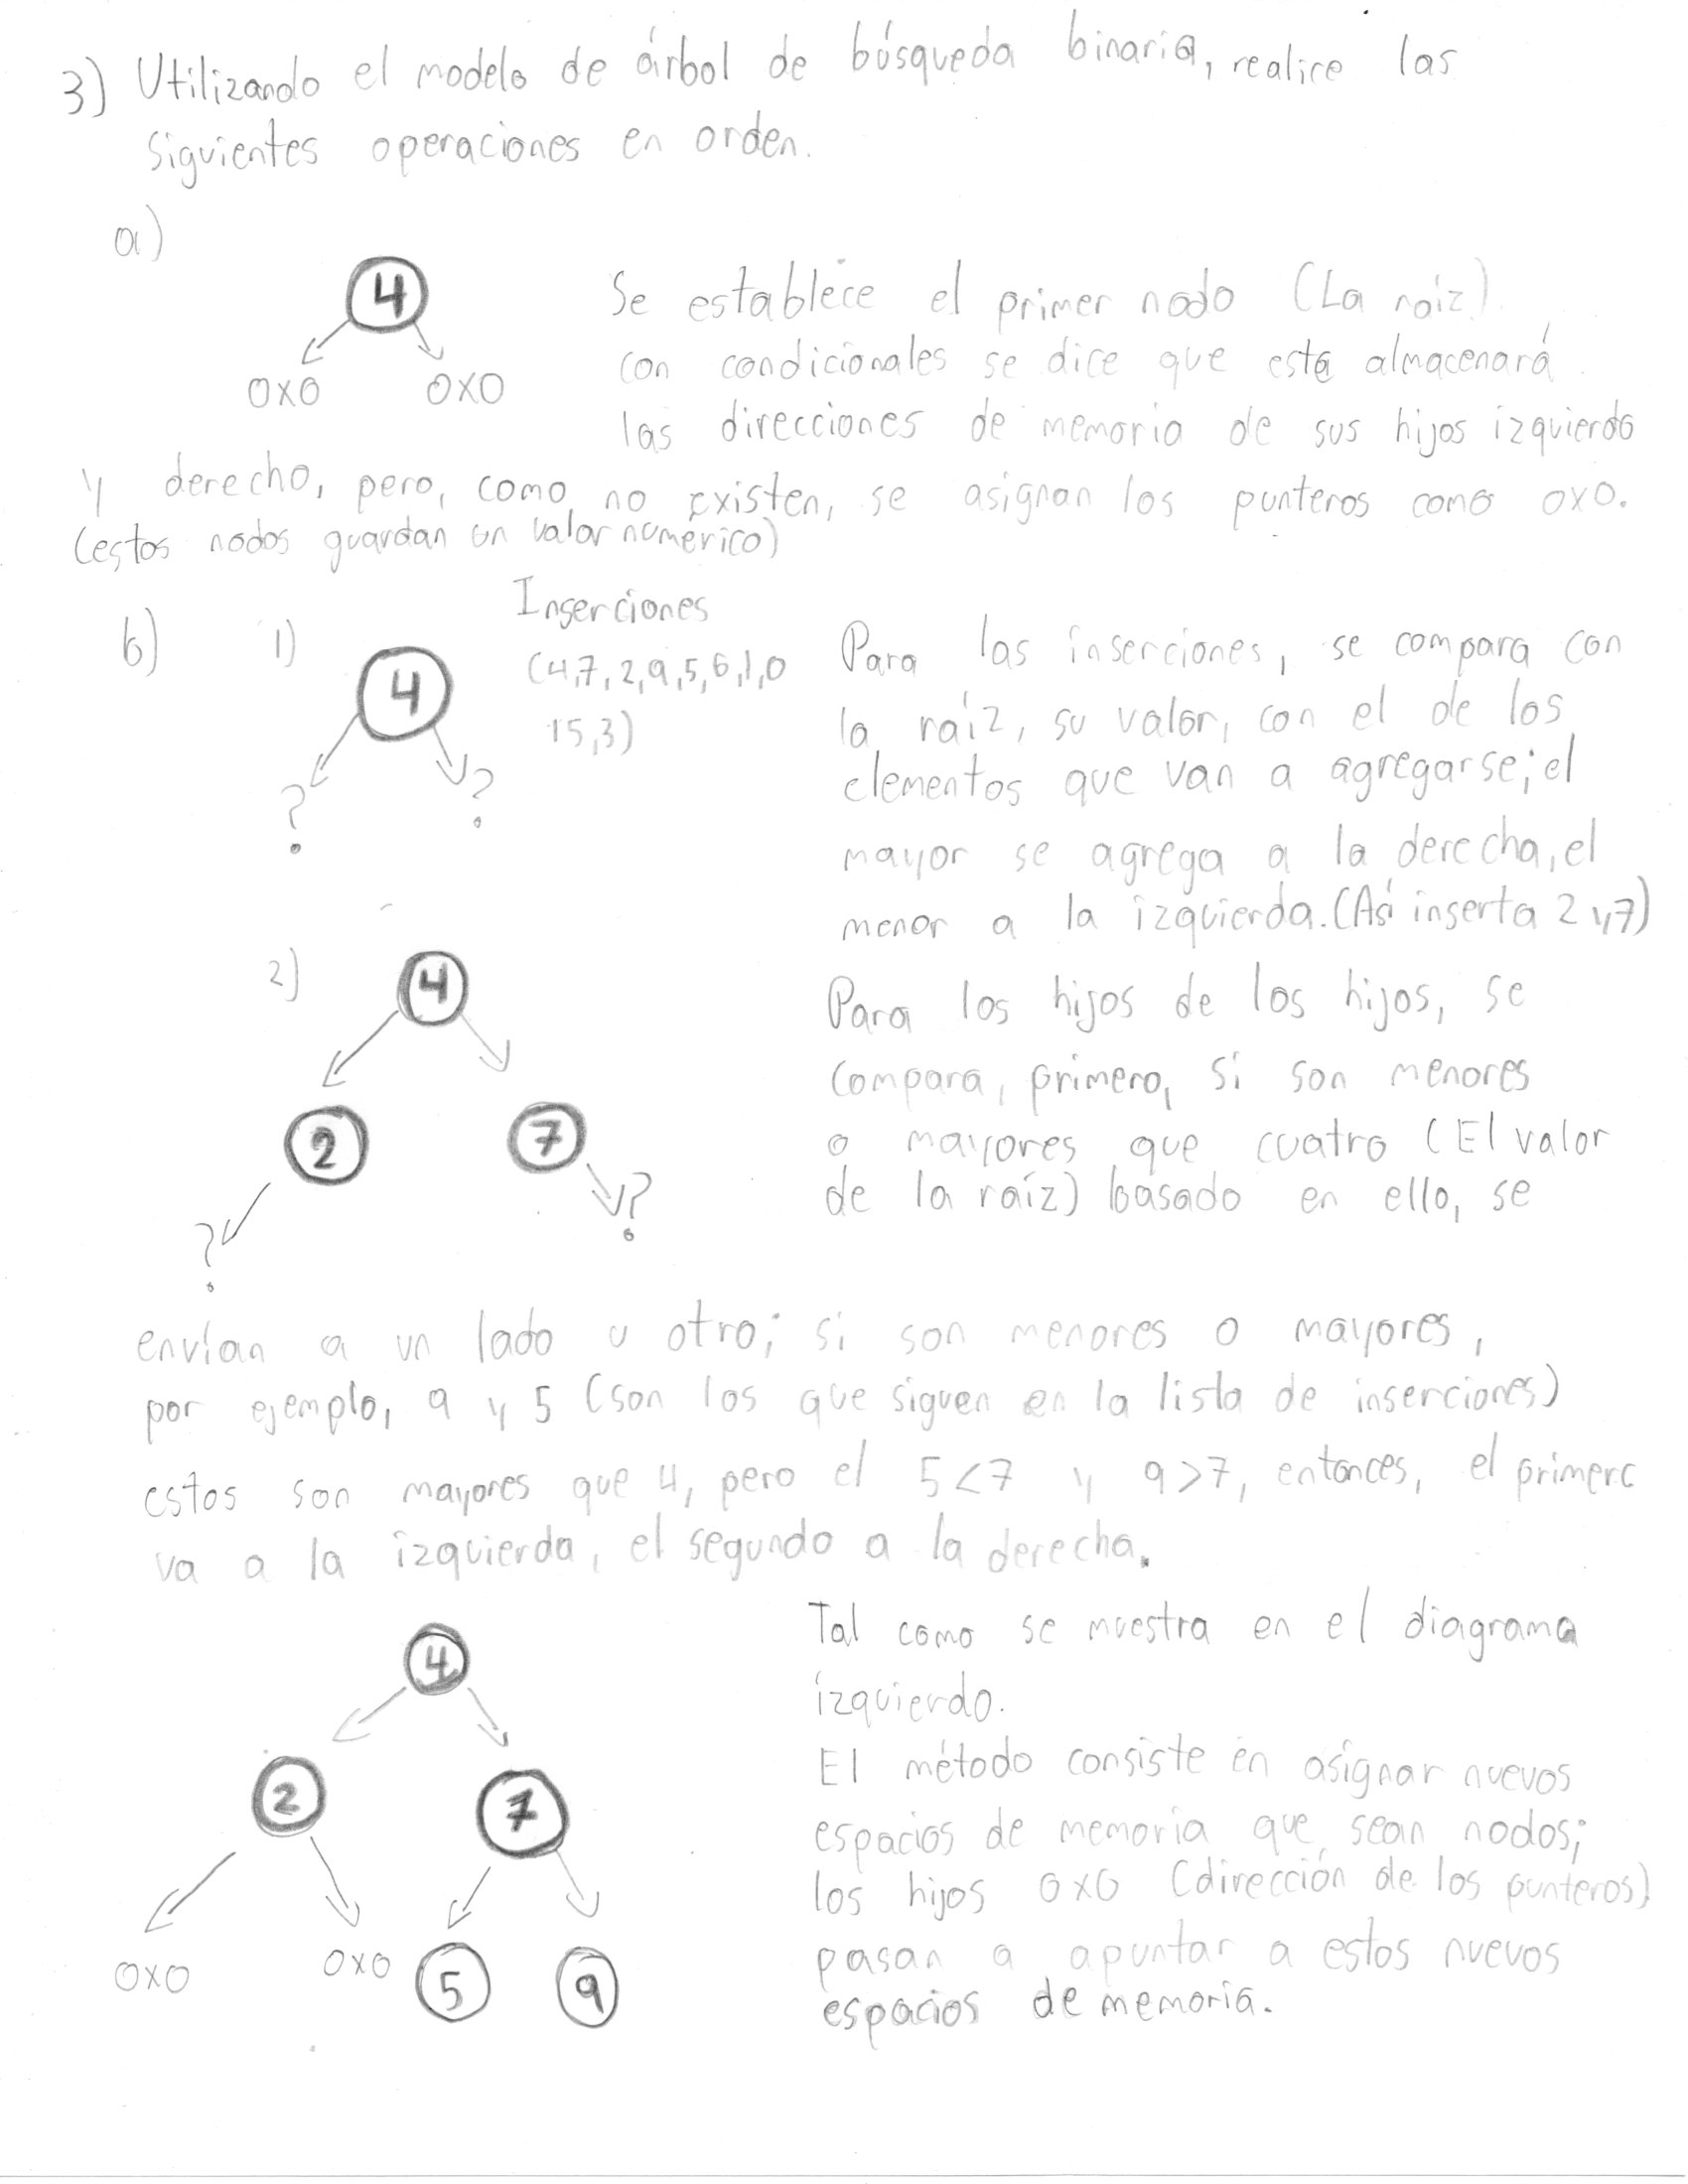 3) Utilizando el modelo de árbol de búsqueda binaria, realice las
siguientes operaciones en orden.
a)
4
0x0 0x0
Se establece el primer nodo (La raíz)
con condicionales se dice que este almacenará
las direcciones de memoria de sus hijos izquierdo
y derecho, pero, como no existen, se asignan los punteros como 0x0.
(estos nodos guardan un valor numérico)
b) 1)
Inserciones
(4,7,2,9,5,6,1,0
15,3)
4
? ?
Para las inserciones, se compara con
la raíz, su valor, con el de los
elementos que van a agregarse; el
mayor se agrega a la derecha, el
menor a la izquierda. (Así inserta 2 y 7)
2)
4
2 7
? ?
Para los hijos de los hijos, se
compara, primero, si son menores
o mayores que cuatro (El valor
de la raíz) basado en ello, se
envían a un lado u otro; si son menores o mayores,
por ejemplo, 9 y 5 (son los que siguen en la lista de inserciones)
estos son mayores que 4, pero el 5<7 y 9>7, entonces, el primero
va a la izquierda, el segundo a la derecha.
4
2 7
0x0 0x0 5 9
Tal como se muestra en el diagrama
izquierdo.
El método consiste en asignar nuevos
espacios de memoria que sean nodos;
los hijos 0x0 (dirección de los punteros)
pasan a apuntar a estos nuevos
espacios de memoria.